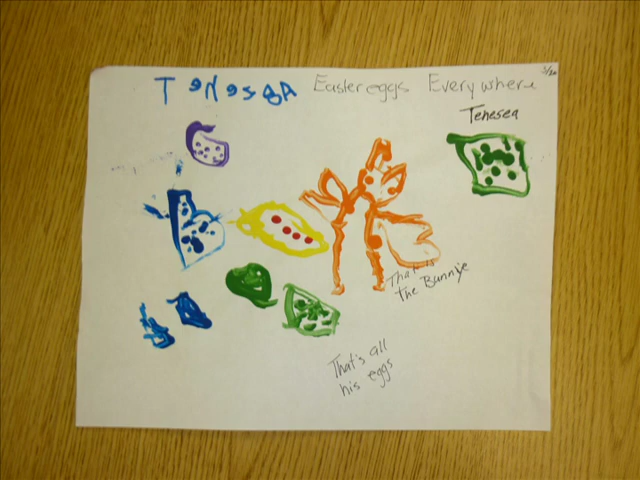 3/20
TeNesea Easter eggs Everywhere
Tenesea
That is
the Bunnye
That's all
his eggs